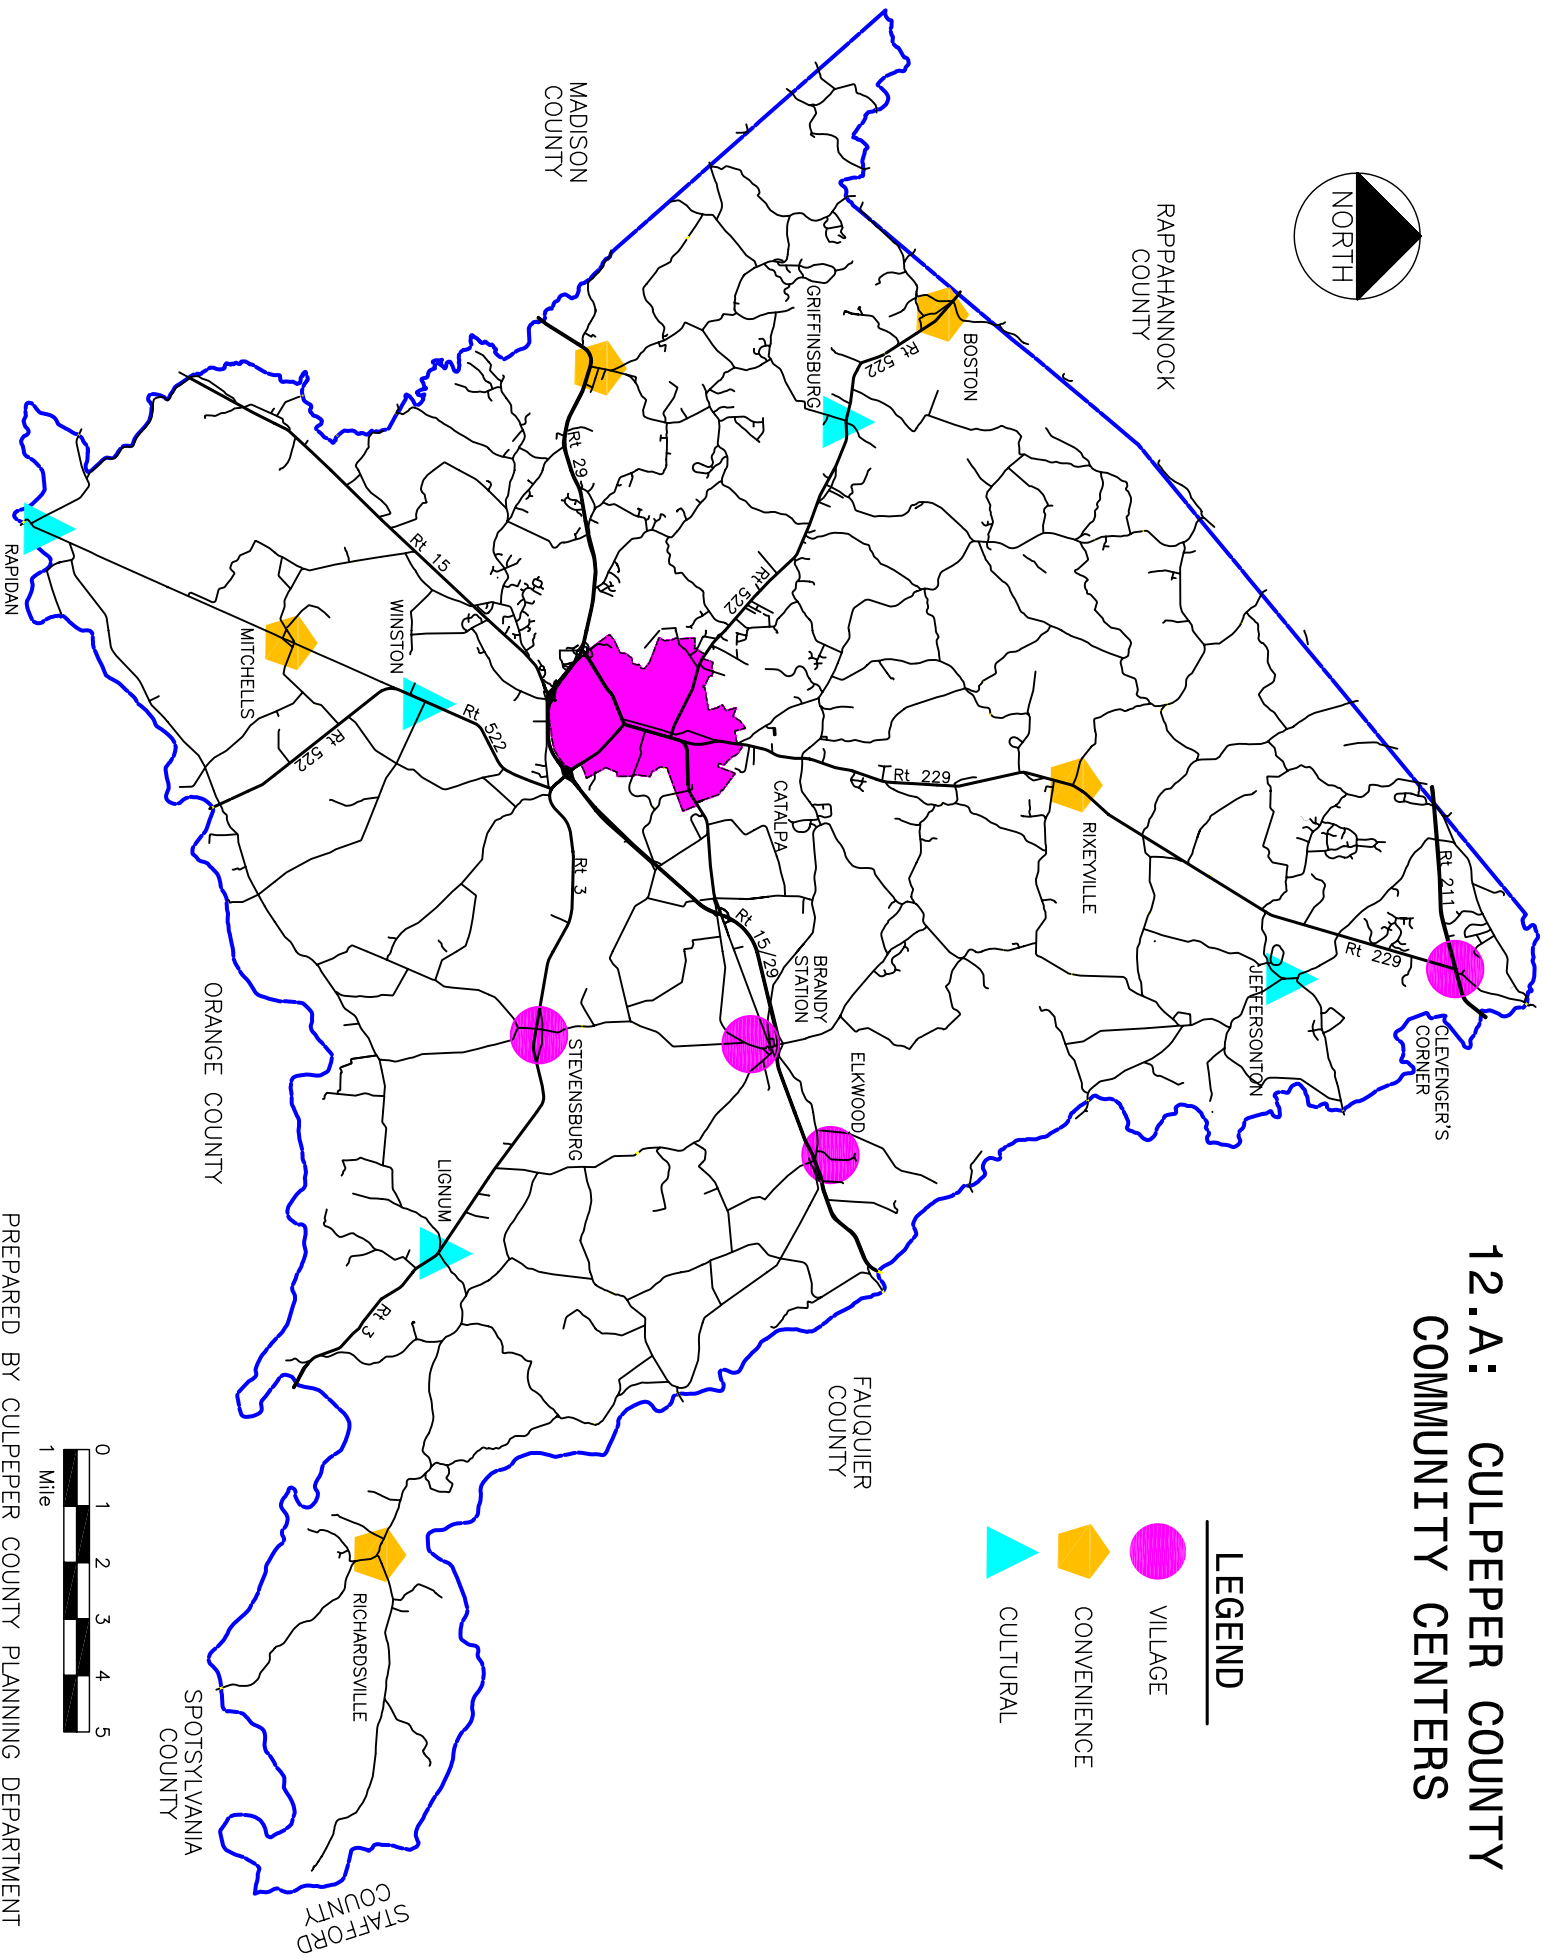 12.A: CULPEPER COUNTY
COMMUNITY CENTERS
LEGEND
VILLAGE
CONVENIENCE
CULTURAL
NORTH
RAPPAHANNOCK
COUNTY
MADISON
COUNTY
FAUQUIER
COUNTY
ORANGE COUNTY
SPOTSYLVANIA
COUNTY
STAFFORD
COUNTY
CLEVENGER'S
CORNER
Rt 211
Rt 229
JEFFERSONTON
RIXEYVILLE
Rt 229
BOSTON
Rt 522
GRIFFINSBURG
Rt 522
CATALPA
BRANDY
STATION
ELKWOOD
Rt 15/29
Rt 29
Rt 3
STEVENSBURG
Rt 15
WINSTON
Rt 522
Rt 522
MITCHELLS
RAPIDAN
LIGNUM
Rt 3
RICHARDSVILLE
0 1 2 3 4 5
1 Mile
PREPARED BY CULPEPER COUNTY PLANNING DEPARTMENT